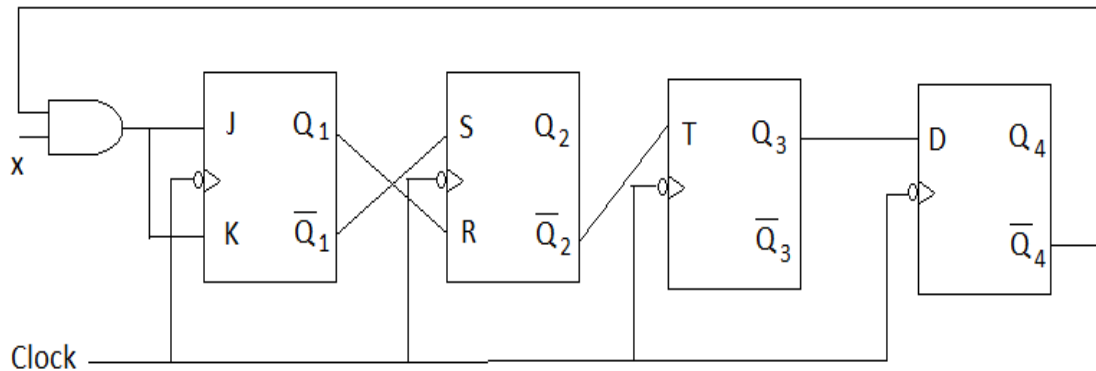 x
J Q1
K Q̅1
S Q2
R Q̅2
T Q3
Q̅3
D Q4
Q̅4
Clock